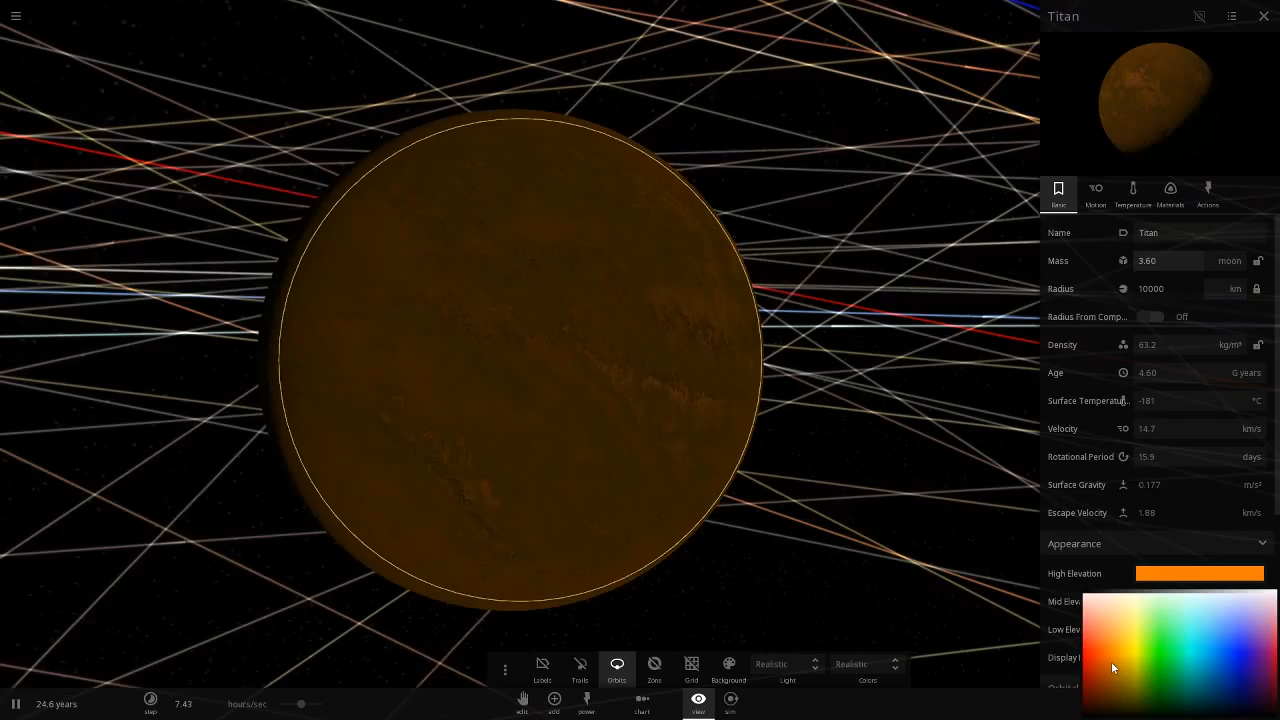 Titan
Basic Motion Temperature Materials Actions
Name Titan
Mass 3.60 moon
Radius 10000 km
Radius From Comp... Off
Density 63.2 kg/m³
Age 4.60 G years
Surface Temperatu... -181 °C
Velocity 14.7 km/s
Rotational Period 15.9 days
Surface Gravity 0.177 m/s²
Escape Velocity 1.88 km/s
Appearance
High Elevation
Mid Elev
Low Elev
Display
Labels Trails Orbits Zone Grid Background Realistic Light Realistic Colors
24.6 years step 7.43 hours/sec edit add power chart view sim